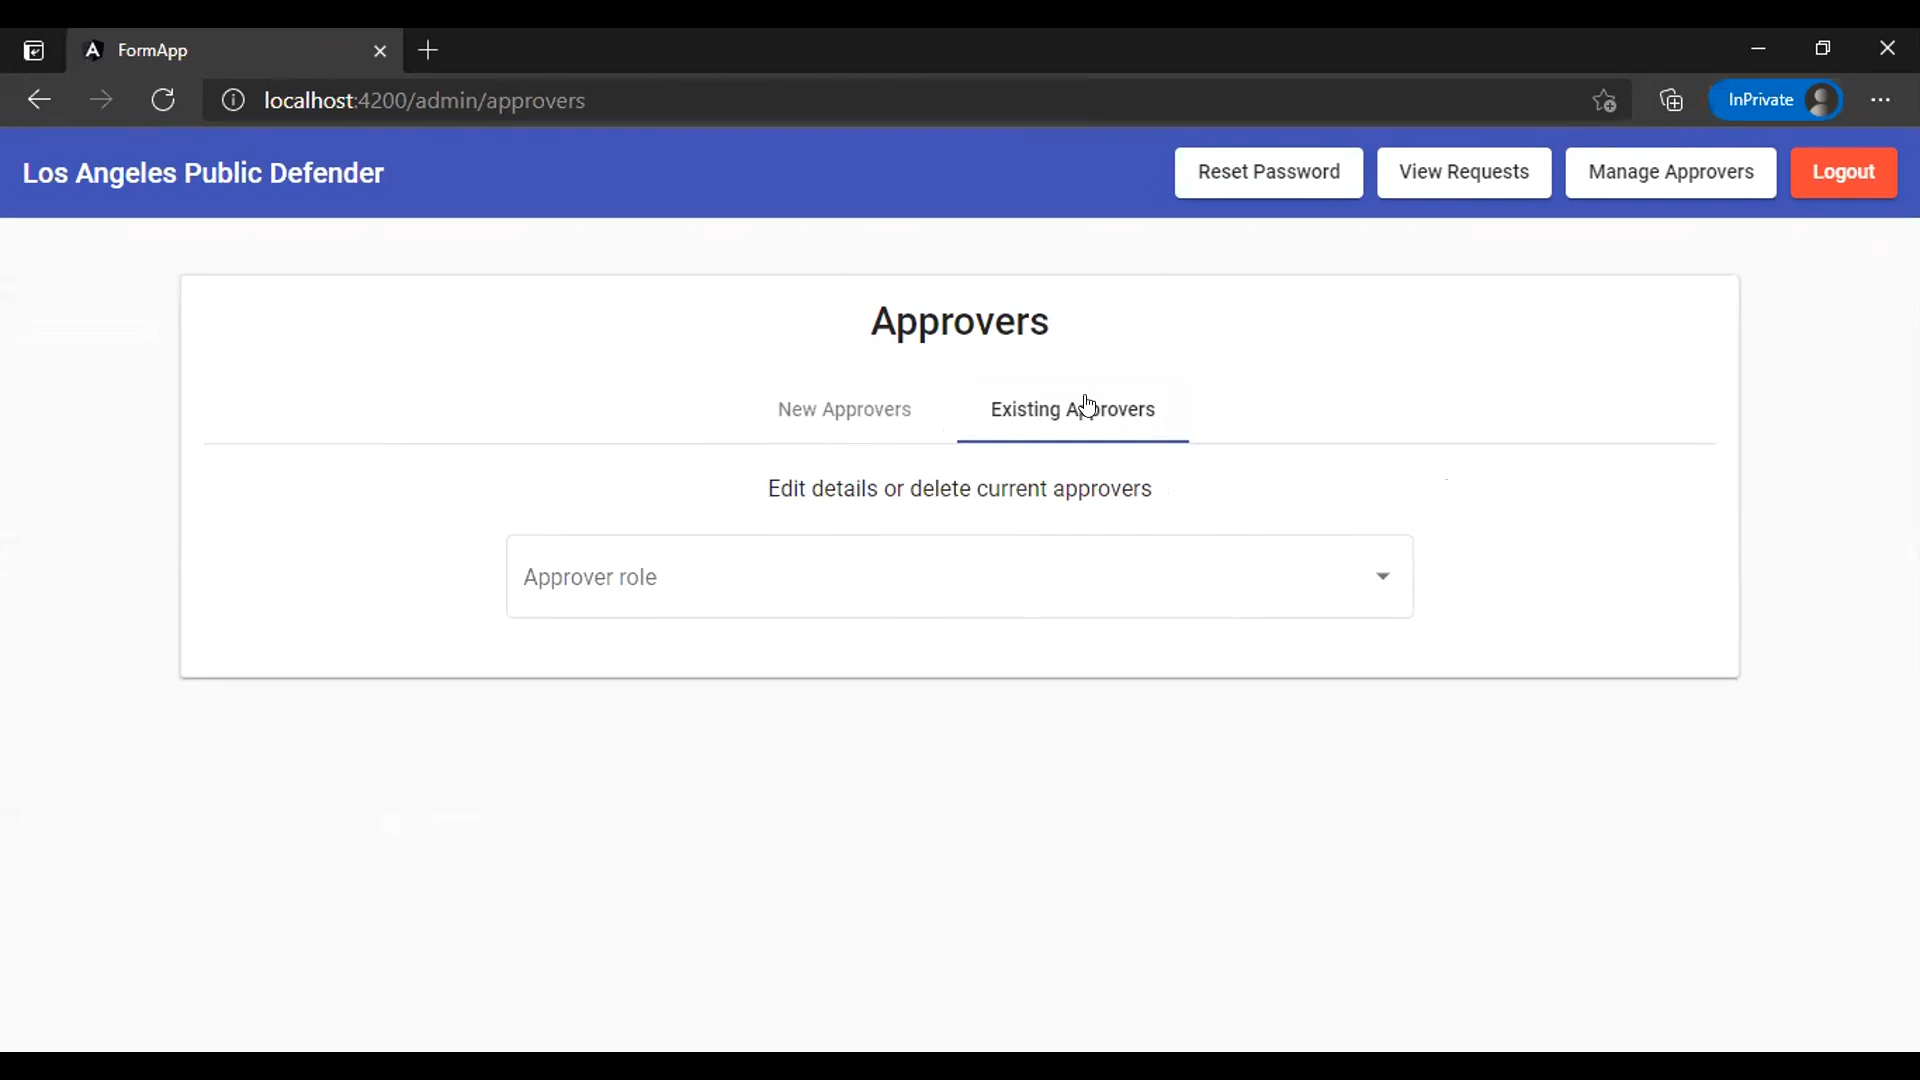 FormApp
localhost:4200/admin/approvers
InPrivate
Los Angeles Public Defender
Reset Password
View Requests
Manage Approvers
Logout
Approvers
New Approvers
Existing Approvers
Edit details or delete current approvers
Approver role